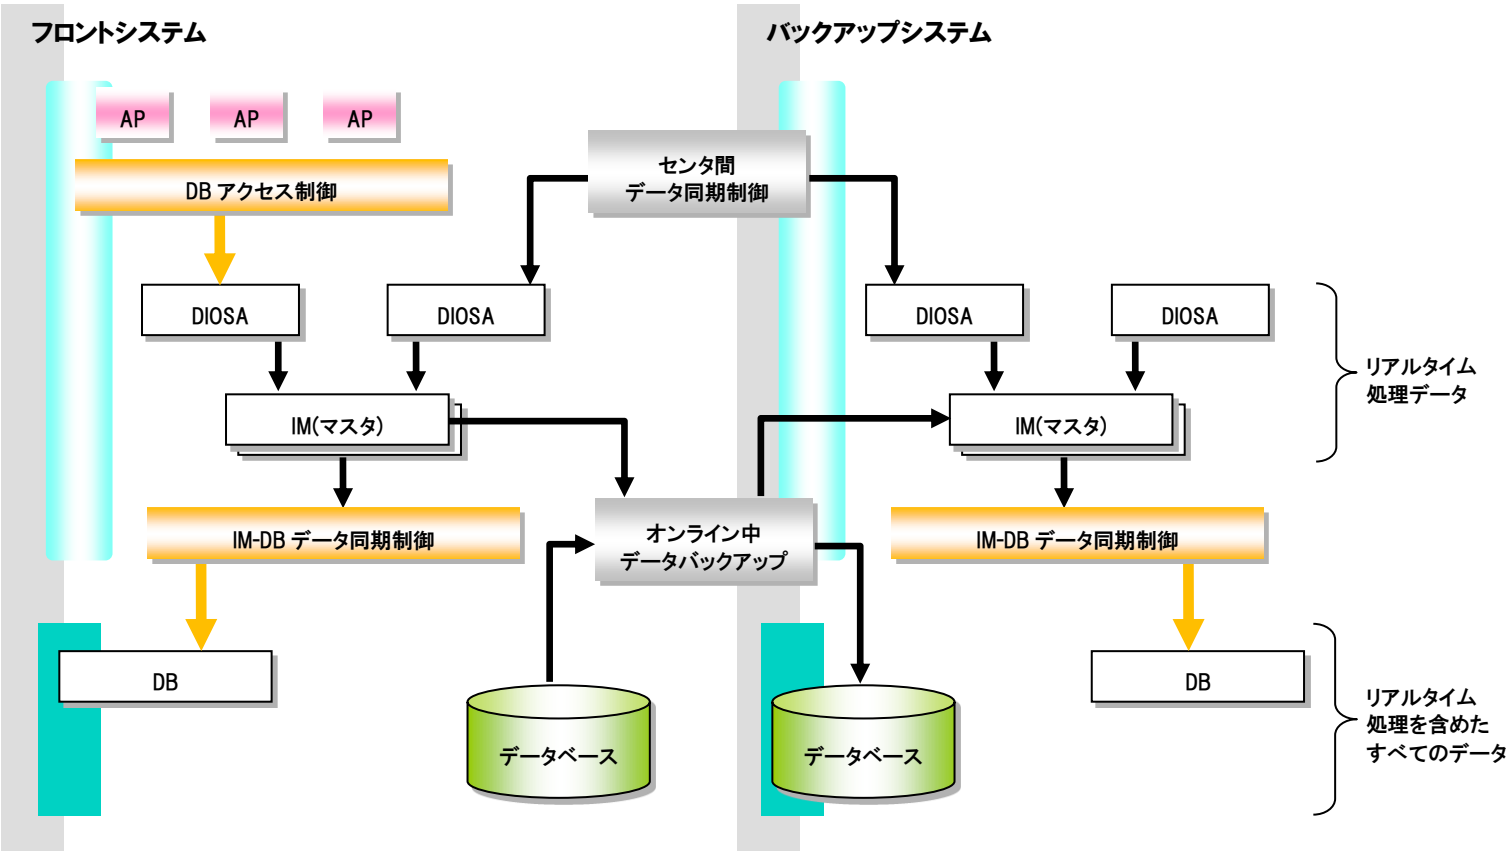 フロントシステム
バックアップシステム
AP
AP
AP
DB アクセス制御
センタ間
データ同期制御
DIOSA
DIOSA
DIOSA
DIOSA
リアルタイム
処理データ
IM(マスタ)
IM(マスタ)
IM-DB データ同期制御
オンライン中
データバックアップ
IM-DB データ同期制御
DB
DB
リアルタイム
処理を含めた
すべてのデータ
データベース
データベース